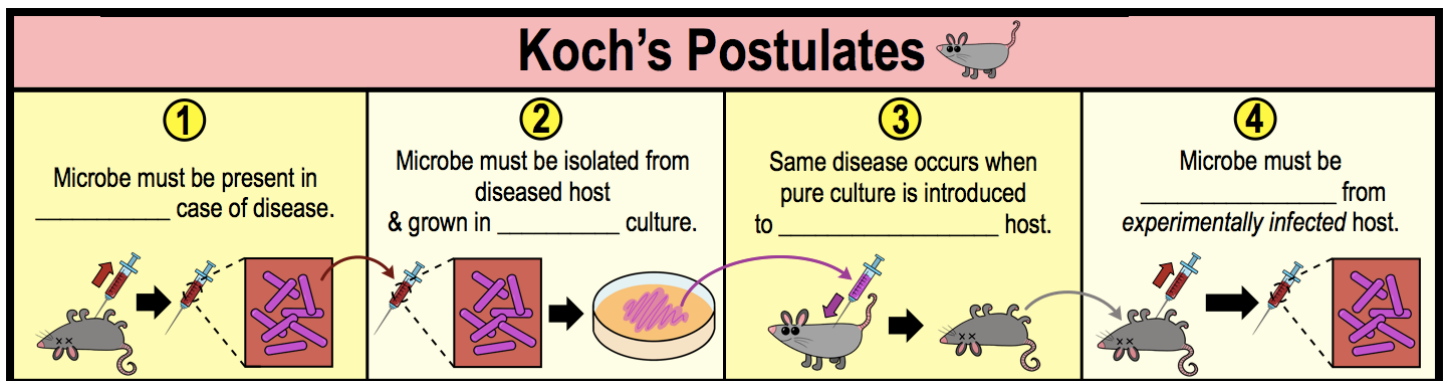 Koch's Postulates
1
Microbe must be present in
___________ case of disease.
2
Microbe must be isolated from
diseased host
& grown in __________ culture.
3
Same disease occurs when
pure culture is introduced
to __________________ host.
4
Microbe must be
________________ from
experimentally infected host.